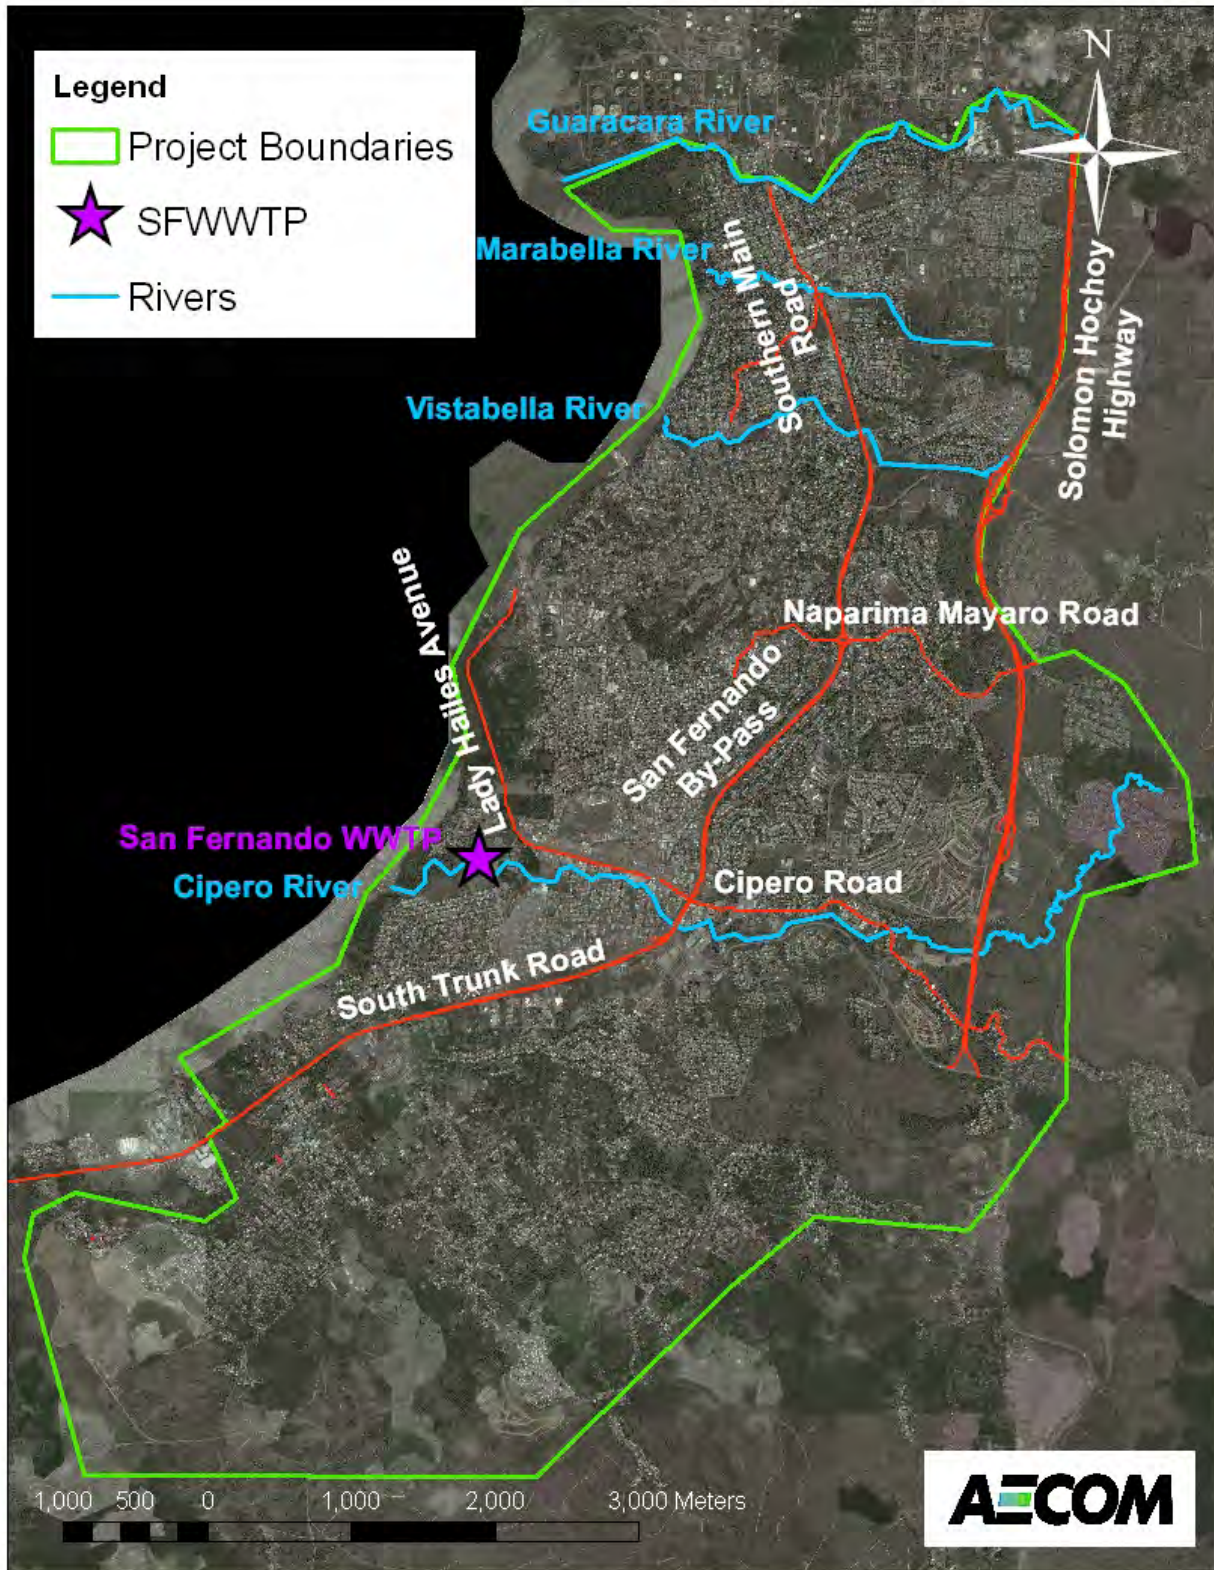 Legend
Project Boundaries
SFWWTP
Rivers
N
Guaracara River
Marabella River
Southern Main
Road
Solomon Hochoy
Highway
Vistabella River
Lady Hailes Avenue
Naparima Mayaro Road
San Fernando
By-Pass
San Fernando WWTP
Cipero River
Cipero Road
South Trunk Road
1,000 500 0 1,000 2,000 3,000 Meters
AECOM